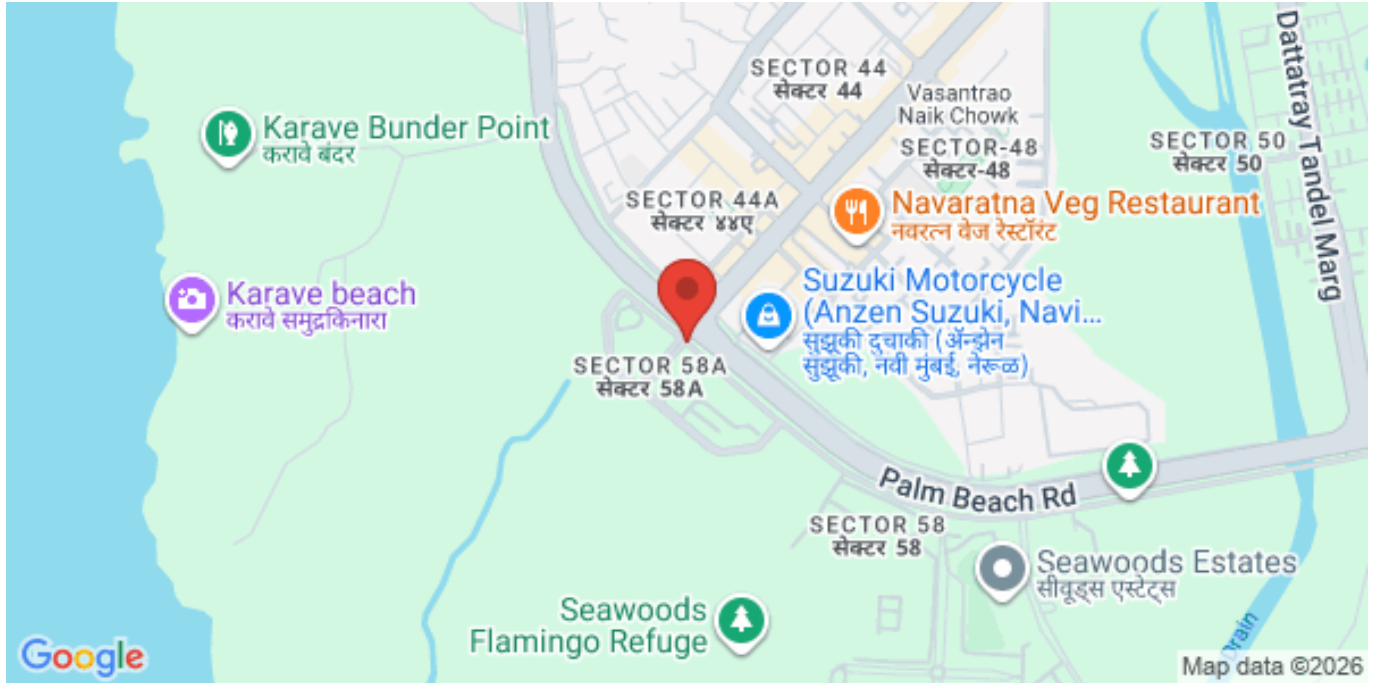 SECTOR 44
सेक्टर 44
Vasantrao
Naik Chowk
Dattatray Tandel Marg
Karave Bunder Point
करावे बंदर
SECTOR-48
सेक्टर-48
SECTOR 50
सेक्टर 50
SECTOR 44A
सेक्टर ४४ए
Navaratna Veg Restaurant
नवरत्न वेज रेस्टॉरंट
Karave beach
करावे समुद्रकिनारा
Suzuki Motorcycle
(Anzen Suzuki, Navi...
सुझूकी दुचाकी (ॲन्झेन
सुझूकी, नवी मुंबई, नेरूळ)
SECTOR 58A
सेक्टर 58A
Palm Beach Rd
SECTOR 58
सेक्टर 58
Seawoods Estates
सीवूड्स एस्टेट्स
Seawoods
Flamingo Refuge
Drain
Google
Map data ©2026